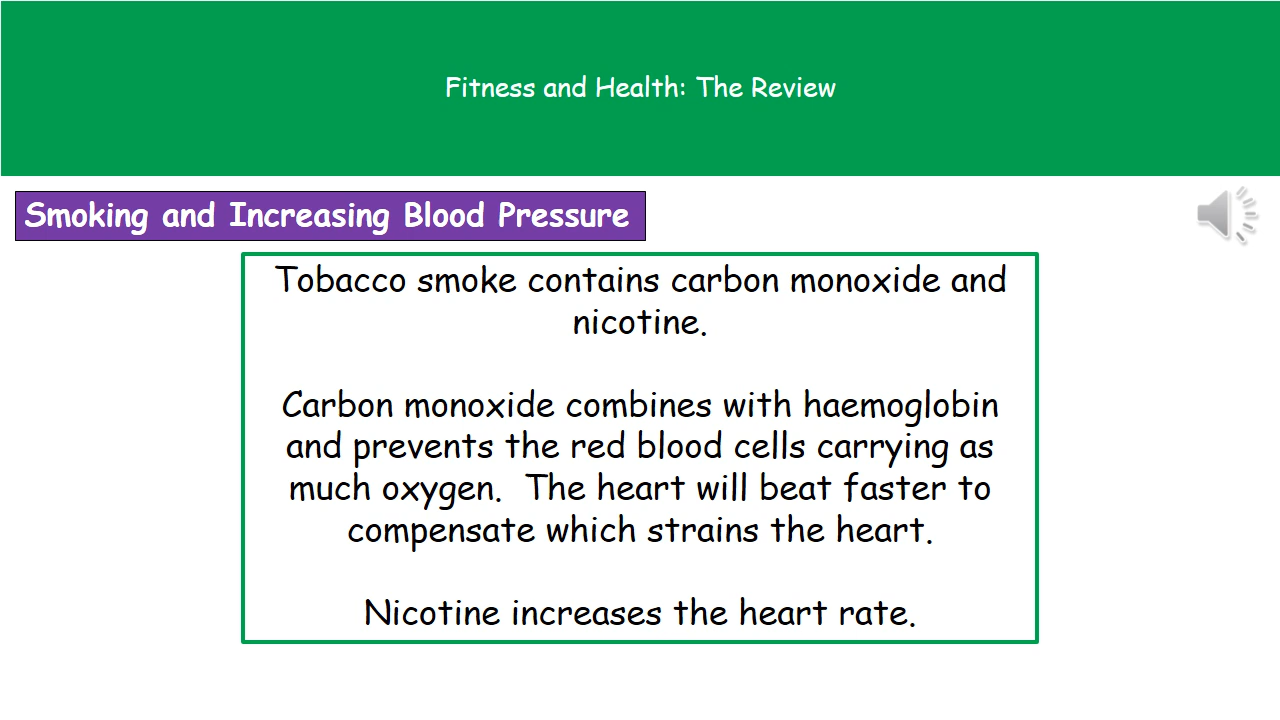 Fitness and Health: The Review
Smoking and Increasing Blood Pressure
Tobacco smoke contains carbon monoxide and
nicotine.
Carbon monoxide combines with haemoglobin
and prevents the red blood cells carrying as
much oxygen.  The heart will beat faster to
compensate which strains the heart.
Nicotine increases the heart rate.